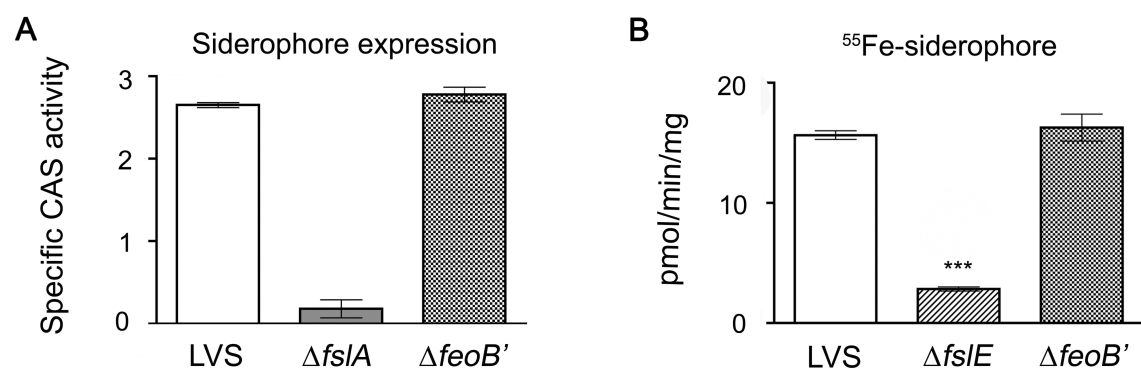 A
Siderophore expression
Specific CAS activity
3
2
1
0
LVS
ΔfslA
ΔfeoB’
B
⁵⁵Fe-siderophore
pmol/min/mg
20
10
0
***
LVS
ΔfslE
ΔfeoB’